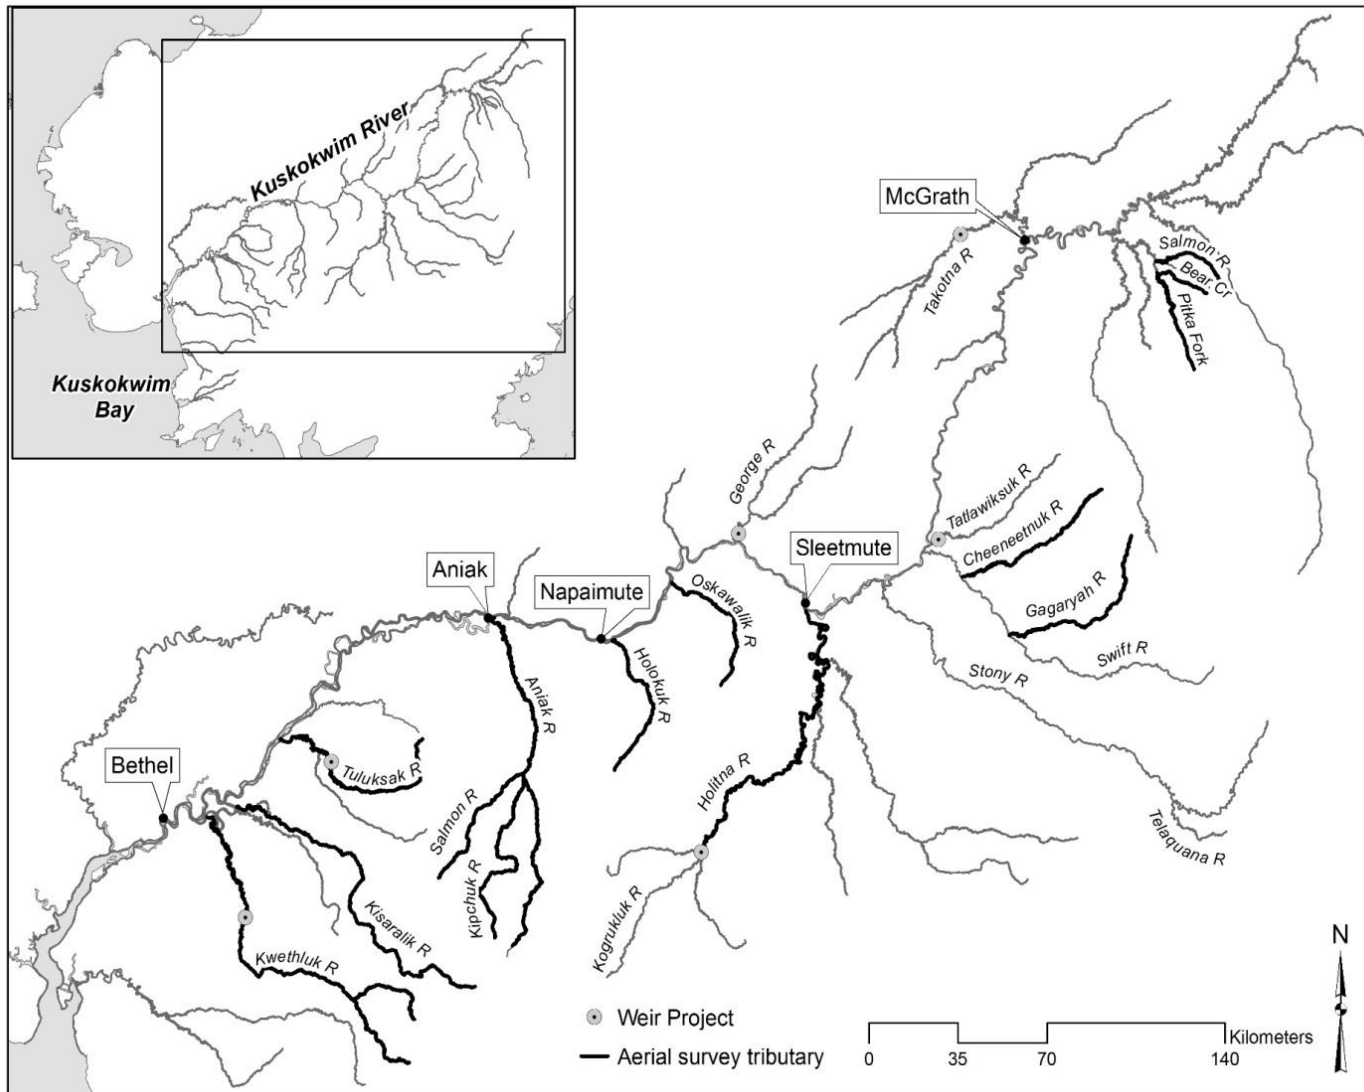 Kuskokwim River
Kuskokwim
Bay
McGrath
Salmon R
Bear Cr
Pitka Fork
Takotna R
George R
Tatlawiksuk R
Cheeneetnuk R
Sleetmute
Aniak
Napaimute
Oskawalik R
Gagaryah R
Swift R
Stony R
Holokuk R
Aniak R
Holitna R
Bethel
Tuluksak R
Salmon R
Telaquana R
Kipchuk R
Kisaralik R
Kogrukluk R
Kwethluk R
N
Weir Project
Aerial survey tributary
Kilometers
0 35 70 140